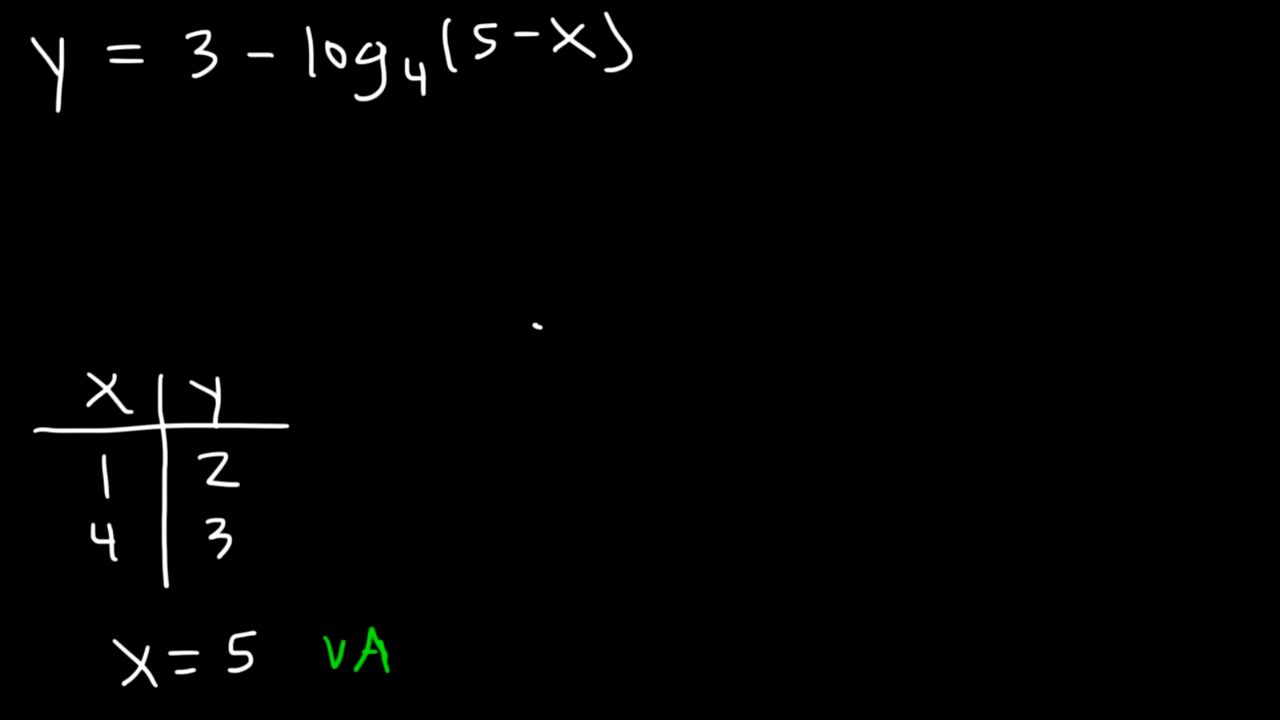 y = 3 - log₄(5-x)
x y
1 2
4 3
x = 5 VA